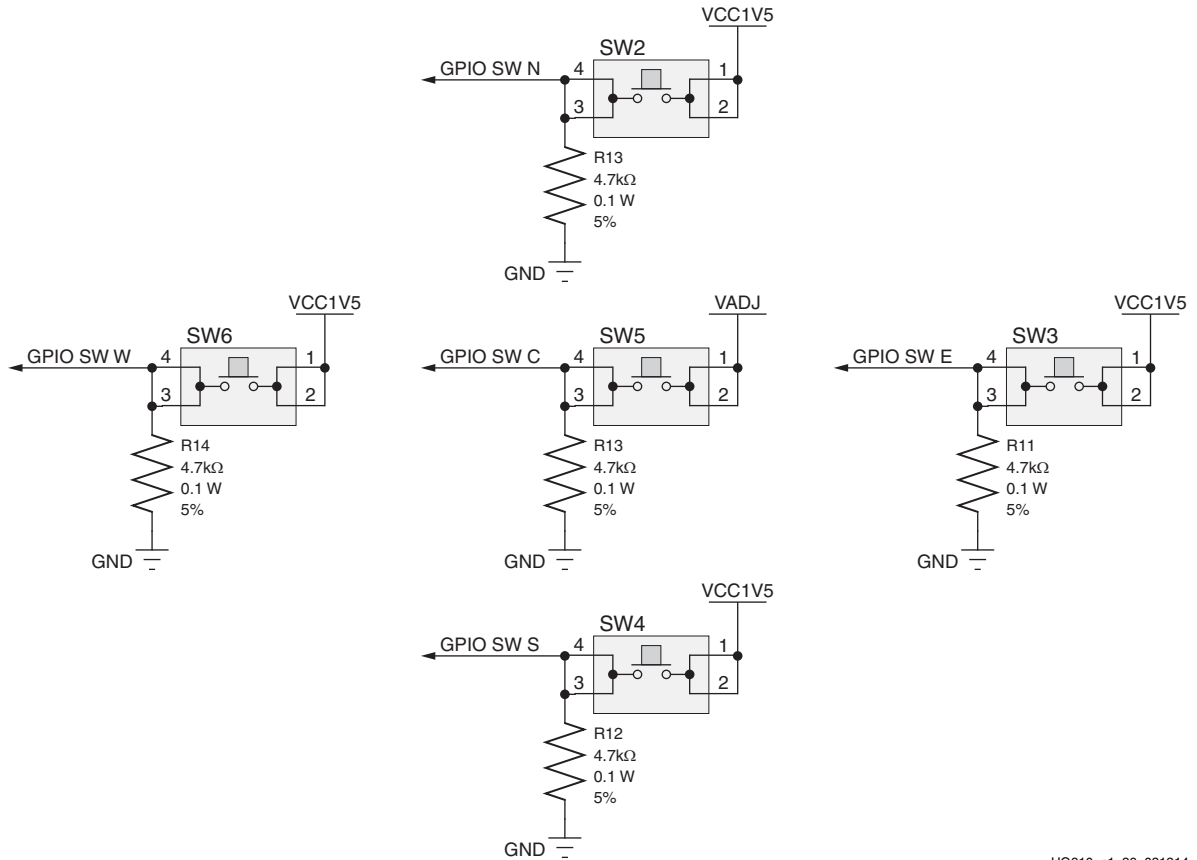 VCC1V5
SW2
GPIO SW N
4
1
3
2
R13
4.7kΩ
0.1 W
5%
GND
VCC1V5
SW6
GPIO SW W
4
1
3
2
R14
4.7kΩ
0.1 W
5%
GND
VADJ
SW5
GPIO SW C
4
1
3
2
R13
4.7kΩ
0.1 W
5%
GND
VCC1V5
SW3
GPIO SW E
4
1
3
2
R11
4.7kΩ
0.1 W
5%
GND
VCC1V5
SW4
GPIO SW S
4
1
3
2
R12
4.7kΩ
0.1 W
5%
GND